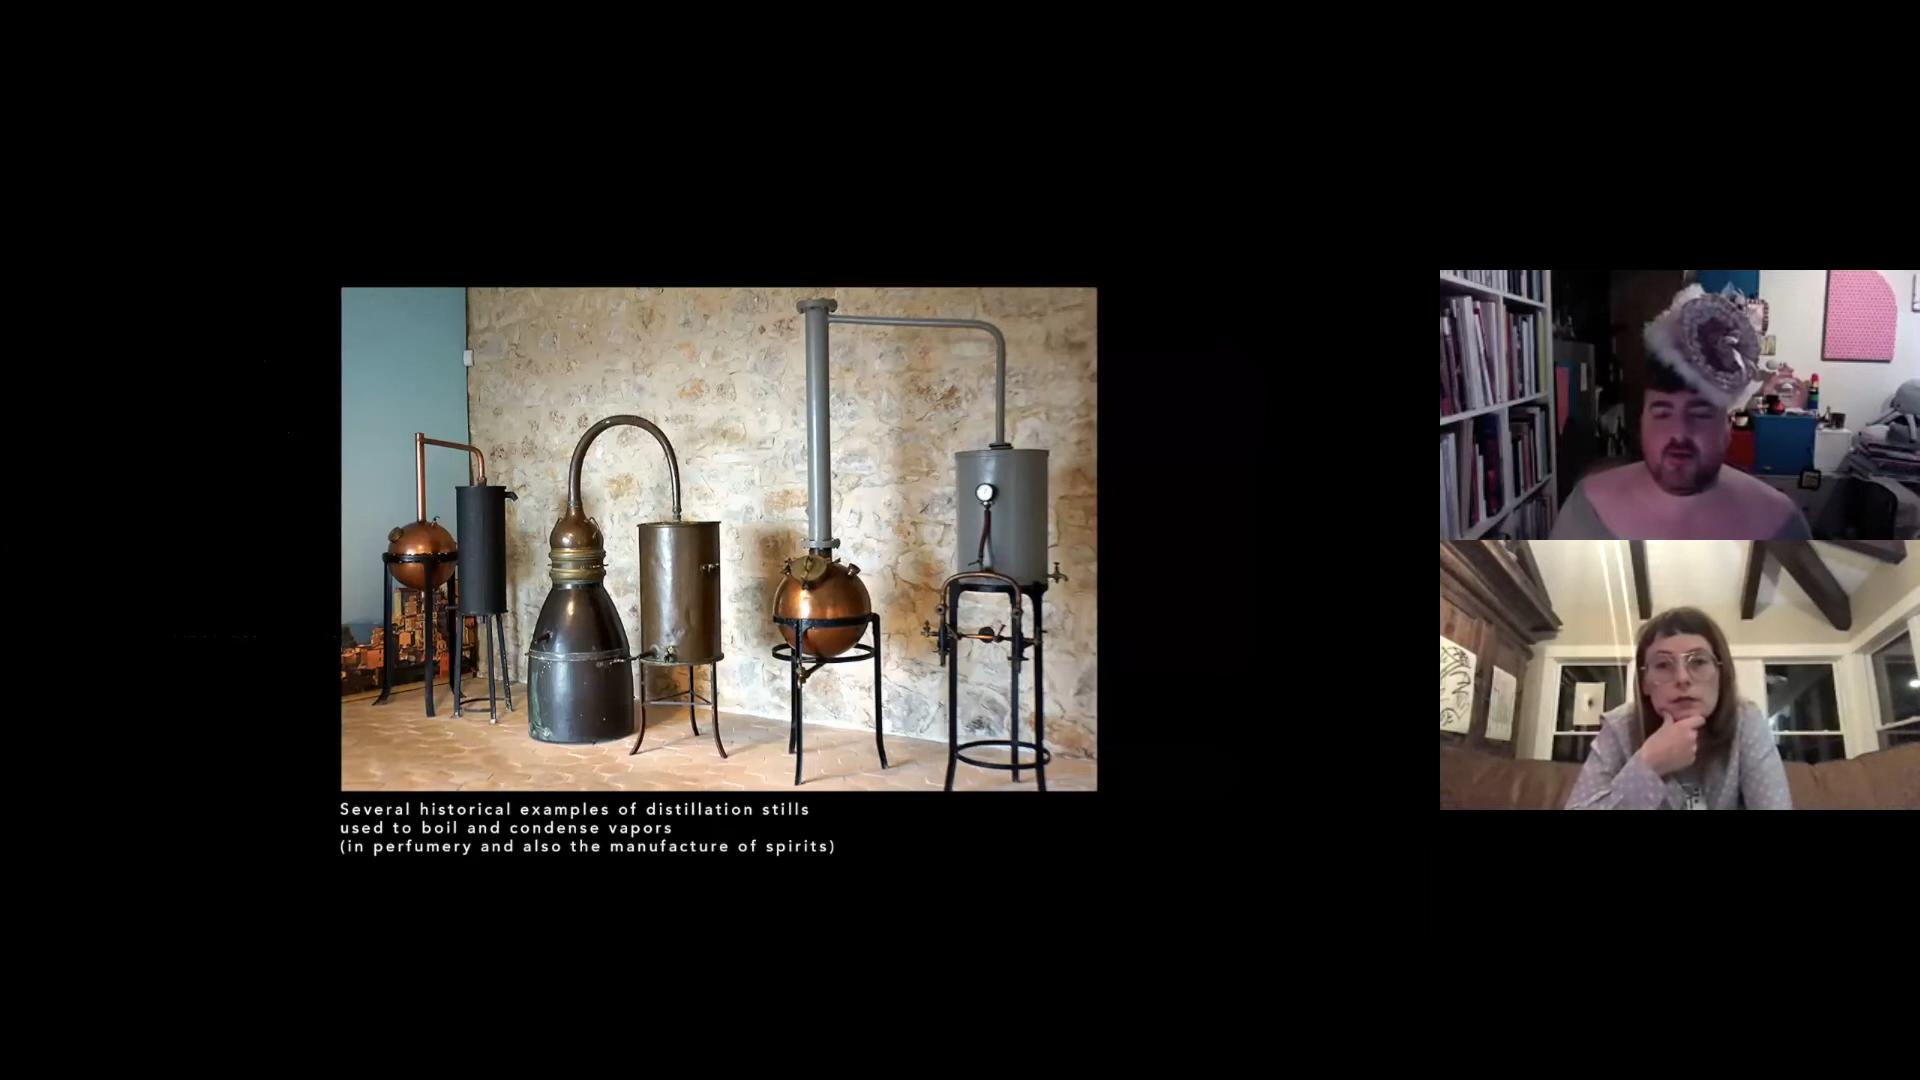 Several historical examples of distillation stills
used to boil and condense vapors
(in perfumery and also the manufacture of spirits)